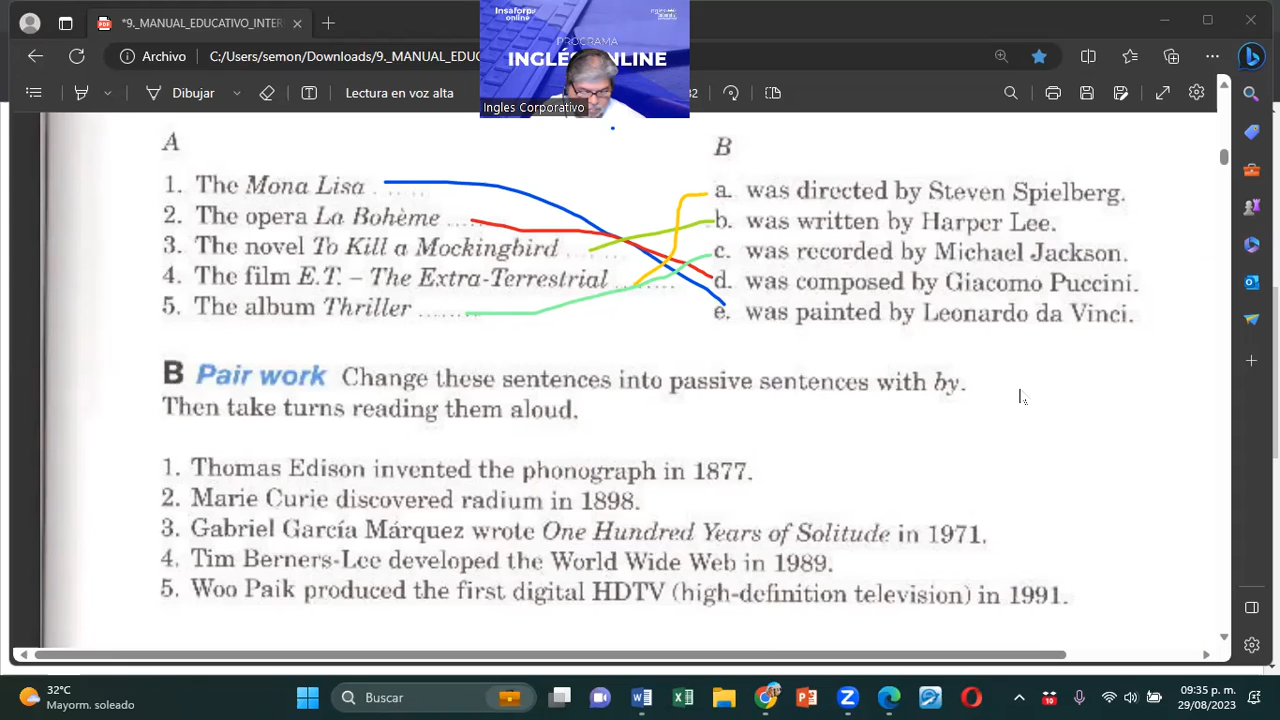 *9._MANUAL_EDUCATIVO_INTER
Insaforp
online
PROGRAMA
INGLÉS ONLINE
Ingles Corporativo
Archivo
C:/Users/semon/Downloads/9._MANUAL_EDUC
Dibujar
Lectura en voz alta
A
B
1. The Mona Lisa ........
a. was directed by Steven Spielberg.
2. The opera La Bohème ......
b. was written by Harper Lee.
3. The novel To Kill a Mockingbird ......
c. was recorded by Michael Jackson.
4. The film E.T. – The Extra-Terrestrial ........
d. was composed by Giacomo Puccini.
5. The album Thriller ........
e. was painted by Leonardo da Vinci.
B Pair work Change these sentences into passive sentences with by.
Then take turns reading them aloud.
1. Thomas Edison invented the phonograph in 1877.
2. Marie Curie discovered radium in 1898.
3. Gabriel García Márquez wrote One Hundred Years of Solitude in 1971.
4. Tim Berners-Lee developed the World Wide Web in 1989.
5. Woo Paik produced the first digital HDTV (high-definition television) in 1991.
32°C
Mayorm. soleado
Buscar
10
09:35 p. m.
29/08/2023